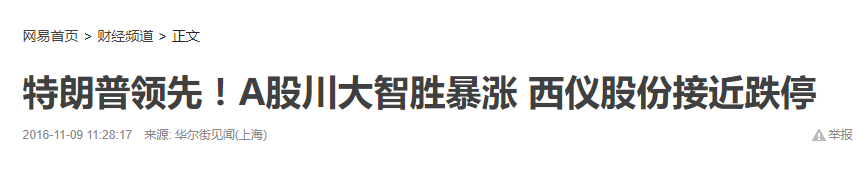 网易首页 > 财经频道 > 正文
特朗普领先！A股川大智胜暴涨 西仪股份接近跌停
2016-11-09 11:28:17 来源: 华尔街见闻(上海) 举报